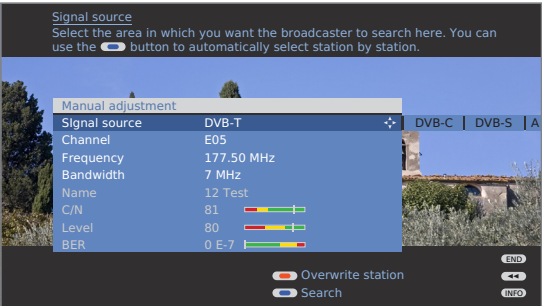 Signal source
Select the area in which you want the broadcaster to search here. You can
use the button to automatically select station by station.
Manual adjustment
SIgnal source DVB-T DVB-C DVB-S A
Channel E05
Frequency 177.50 MHz
Bandwidth 7 MHz
Name 12 Test
C/N 81
Level 80
BER 0 E-7
END
Overwrite station
Search INFO